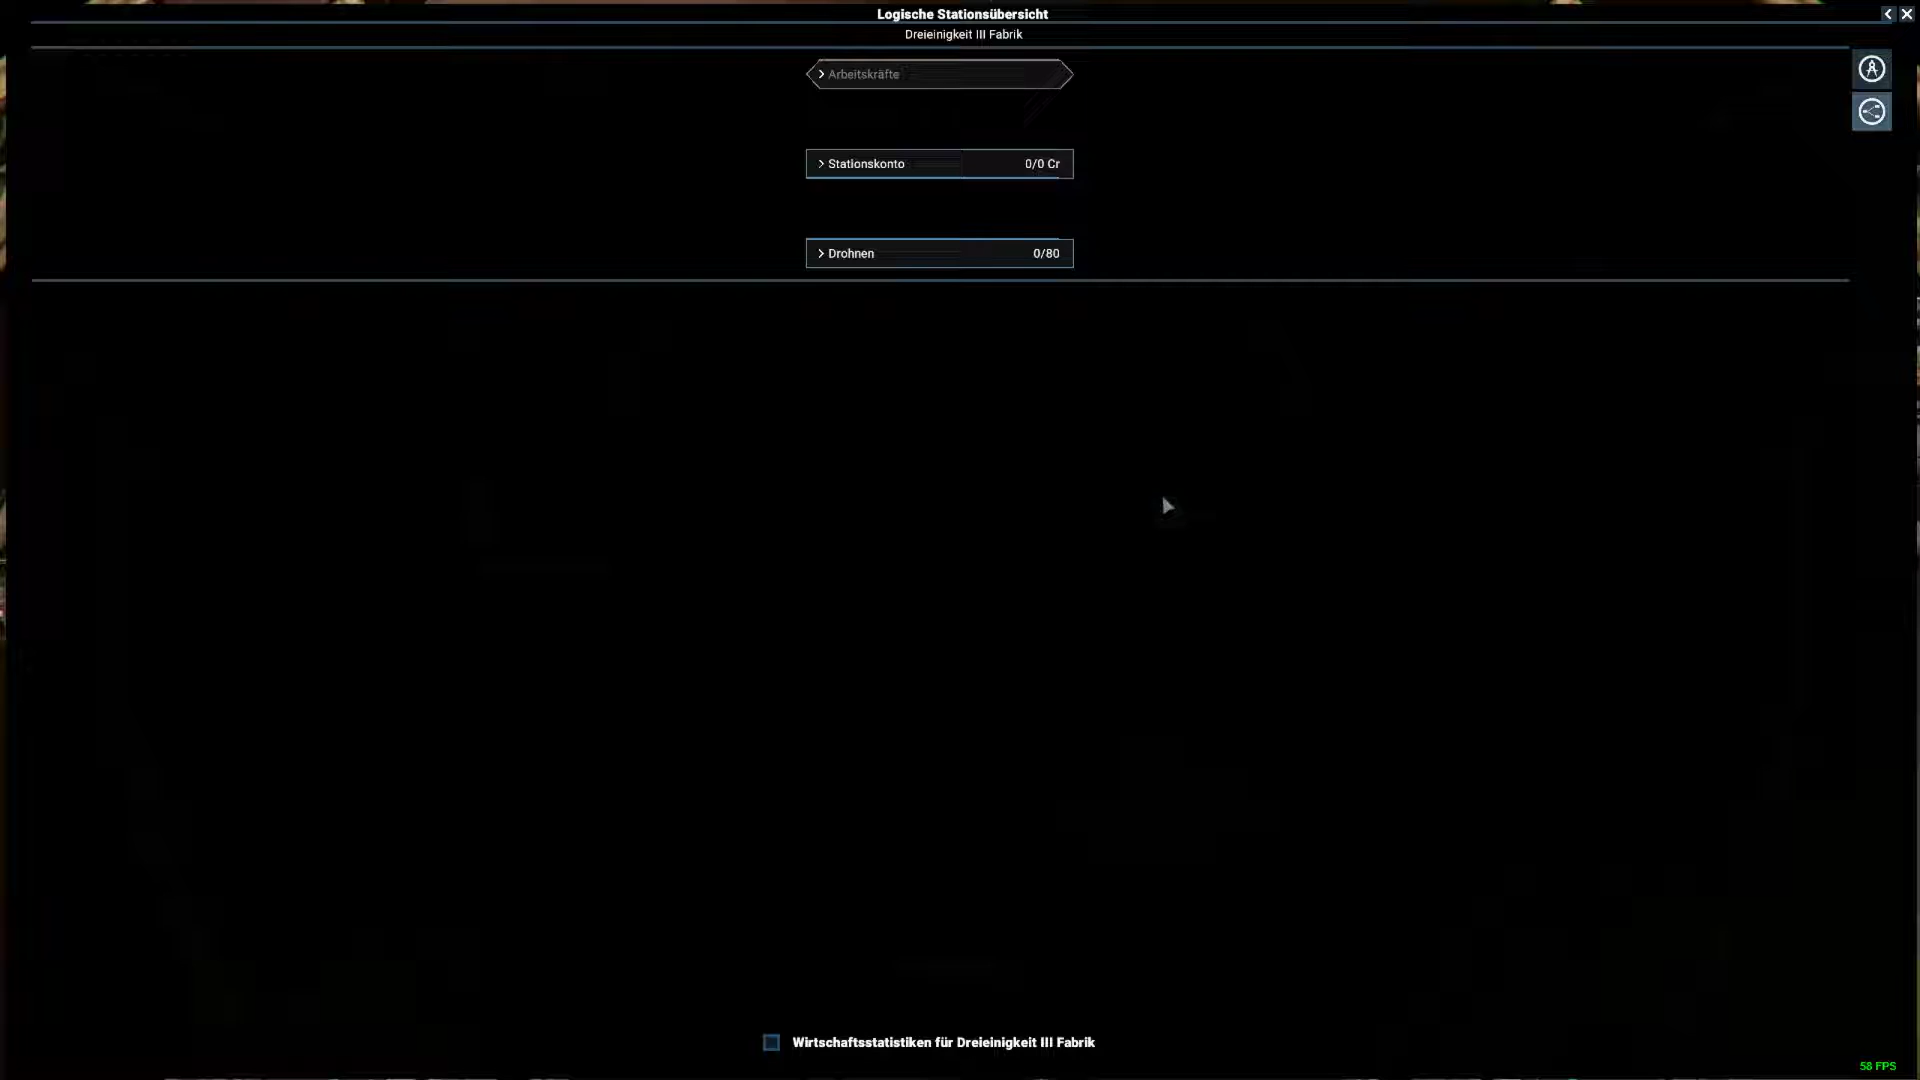 Logische Stationsübersicht
Dreieinigkeit III Fabrik
Arbeitskräfte
Stationskonto 0/0 Cr
Drohnen 0/80
Wirtschaftsstatistiken für Dreieinigkeit III Fabrik
58 FPS